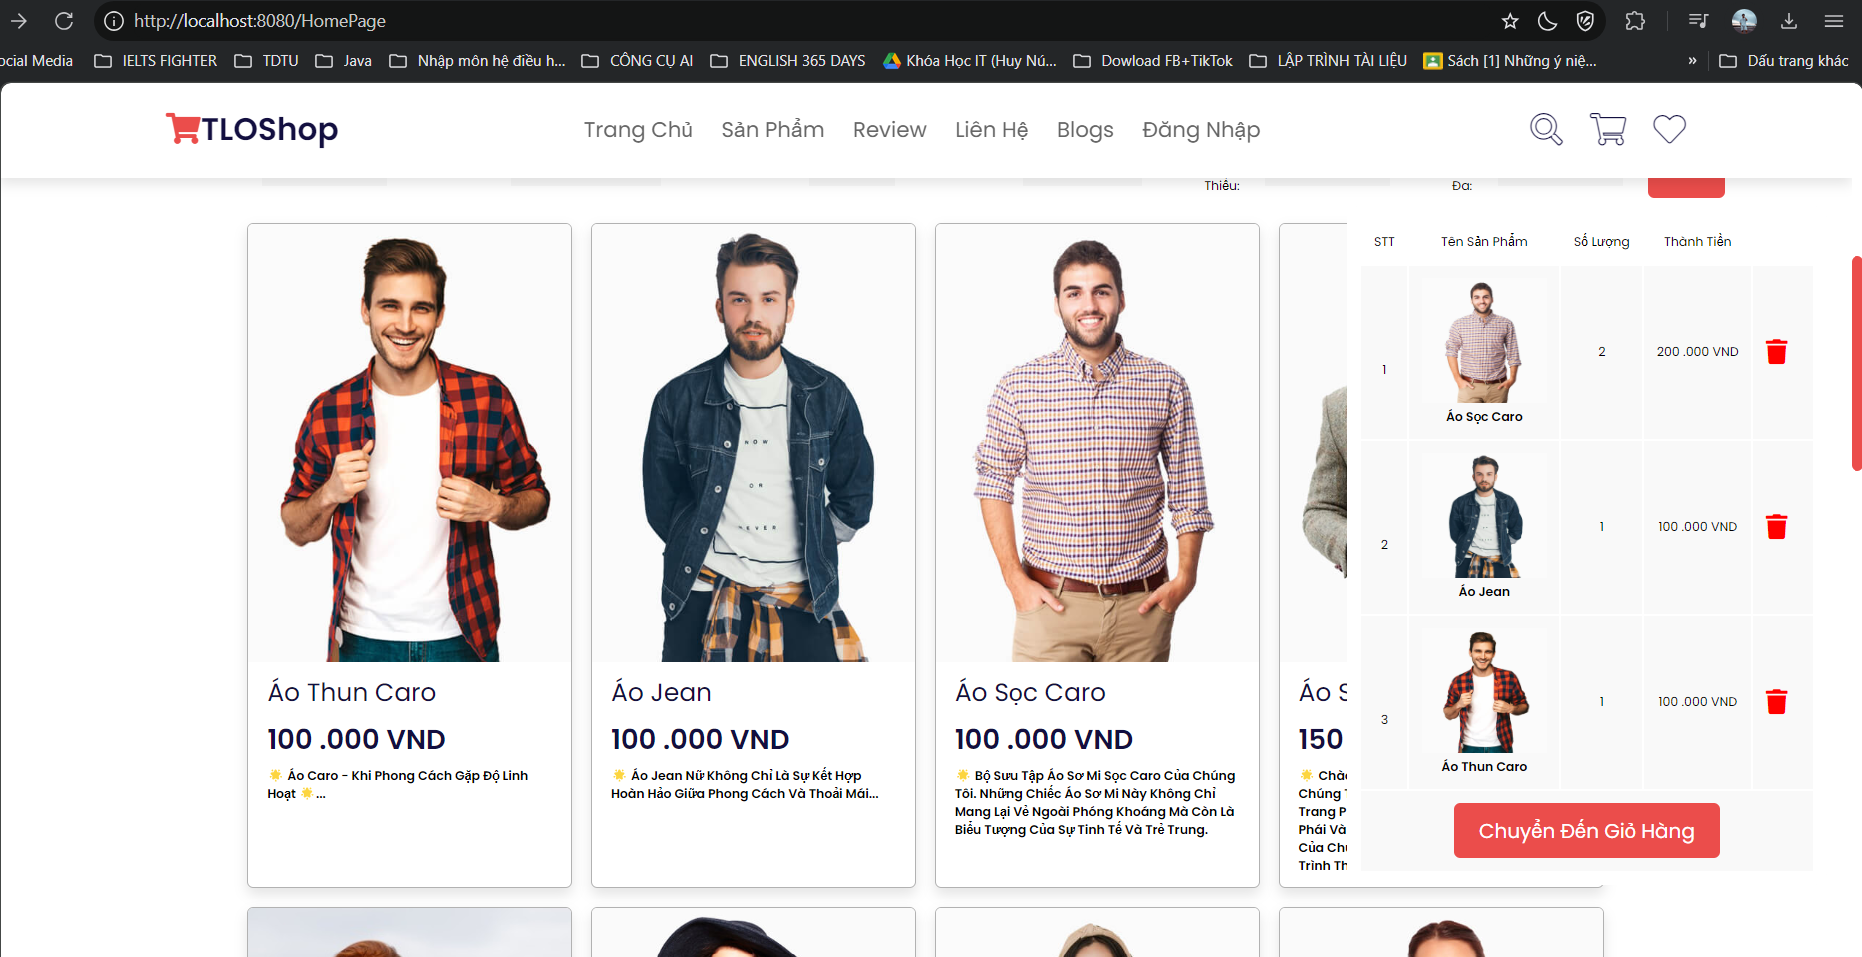 http://localhost:8080/HomePage
ocial Media
IELTS FIGHTER
TDTU
Java
Nhập môn hệ điều h...
CÔNG CỤ AI
ENGLISH 365 DAYS
Khóa Học IT (Huy Nú...
Dowload FB+TikTok
LẬP TRÌNH TÀI LIỆU
Sách [1] Những ý niệ...
»
Dấu trang khác
TLOShop
Trang Chủ
Sản Phẩm
Review
Liên Hệ
Blogs
Đăng Nhập
Thiểu:
Đa:
Áo Thun Caro
100 .000 VND
🌟 Áo Caro - Khi Phong Cách Gặp Độ Linh
Hoạt 🌟...
NOW
OR
NEVER
Áo Jean
100 .000 VND
🌟 Áo Jean Nữ Không Chỉ Là Sự Kết Hợp
Hoàn Hảo Giữa Phong Cách Và Thoải Mái...
Áo Sọc Caro
100 .000 VND
🌟 Bộ Sưu Tập Áo Sơ Mi Sọc Caro Của Chúng
Tôi. Những Chiếc Áo Sơ Mi Này Không Chỉ
Mang Lại Vẻ Ngoài Phóng Khoáng Mà Còn Là
Biểu Tượng Của Sự Tinh Tế Và Trẻ Trung.
Áo S
150
🌟 Chà
Chúng T
Trang P
Phái Và
Của Chú
Trình Th
STT
Tên Sản Phẩm
Số Lượng
Thành Tiền
1
Áo Sọc Caro
2
200 .000 VND
2
Áo Jean
1
100 .000 VND
3
Áo Thun Caro
1
100 .000 VND
Chuyển Đến Giỏ Hàng